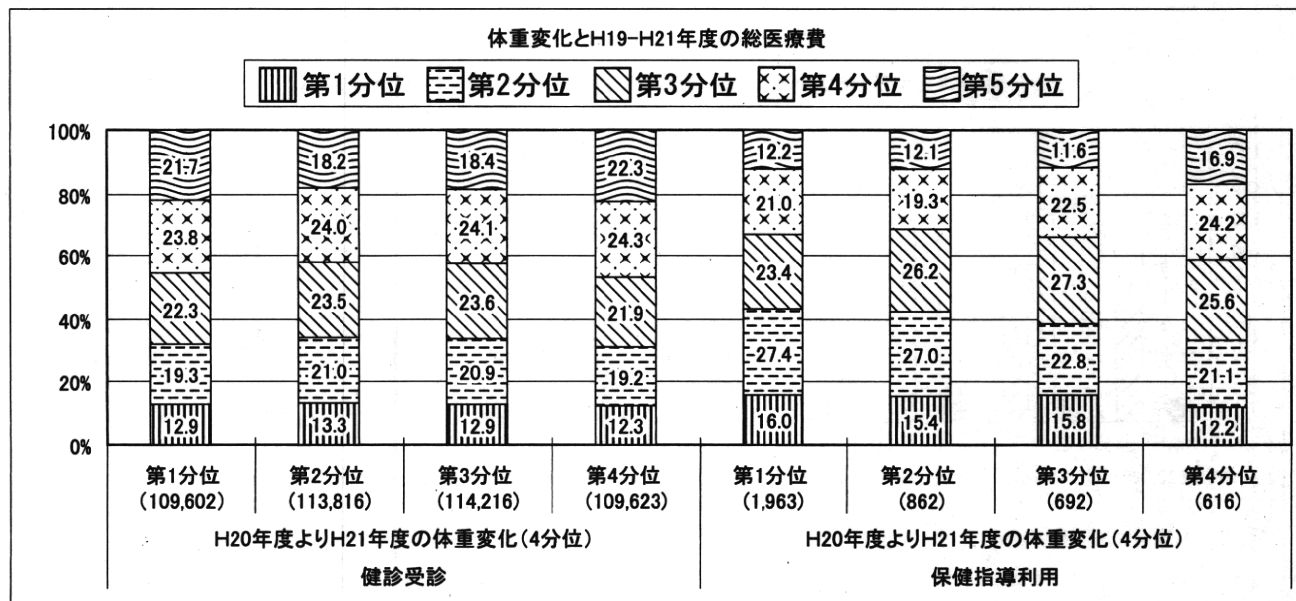 体重変化とH19-H21年度の総医療費
第1分位 第2分位 第3分位 第4分位 第5分位
100%
80%
60%
40%
20%
0%
21.7 18.2 18.4 22.3 12.2 12.1 11.6 16.9
23.8 24.0 24.1 24.3 21.0 19.3 22.5 24.2
22.3 23.5 23.6 21.9 23.4 26.2 27.3 25.6
19.3 21.0 20.9 19.2 27.4 27.0 22.8 21.1
12.9 13.3 12.9 12.3 16.0 15.4 15.8 12.2
第1分位 第2分位 第3分位 第4分位 第1分位 第2分位 第3分位 第4分位
(109,602) (113,816) (114,216) (109,623) (1,963) (862) (692) (616)
H20年度よりH21年度の体重変化(4分位) H20年度よりH21年度の体重変化(4分位)
健診受診 保健指導利用